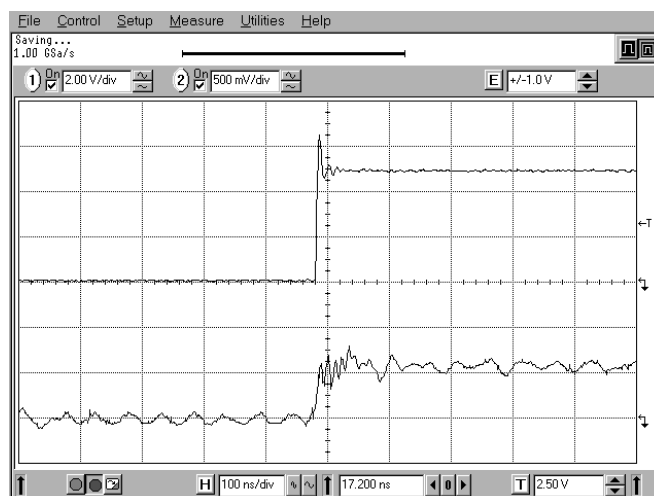 File Control Setup Measure Utilities Help
Saving...
1.00 GSa/s
1 On 2.00 V/div 2 On 500 mV/div E +/-1.0 V
T
H 100 ns/div 17.200 ns 0 T 2.50 V